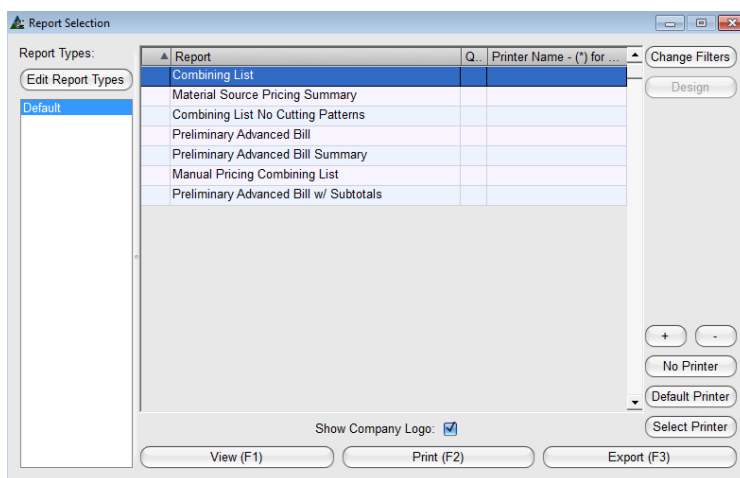 Report Selection
Report Types:
Edit Report Types
Default
Report Q.. Printer Name - (*) for ...
Combining List
Material Source Pricing Summary
Combining List No Cutting Patterns
Preliminary Advanced Bill
Preliminary Advanced Bill Summary
Manual Pricing Combining List
Preliminary Advanced Bill w/ Subtotals
Change Filters
Design
+ -
No Printer
Default Printer
Select Printer
Show Company Logo:
View (F1) Print (F2) Export (F3)